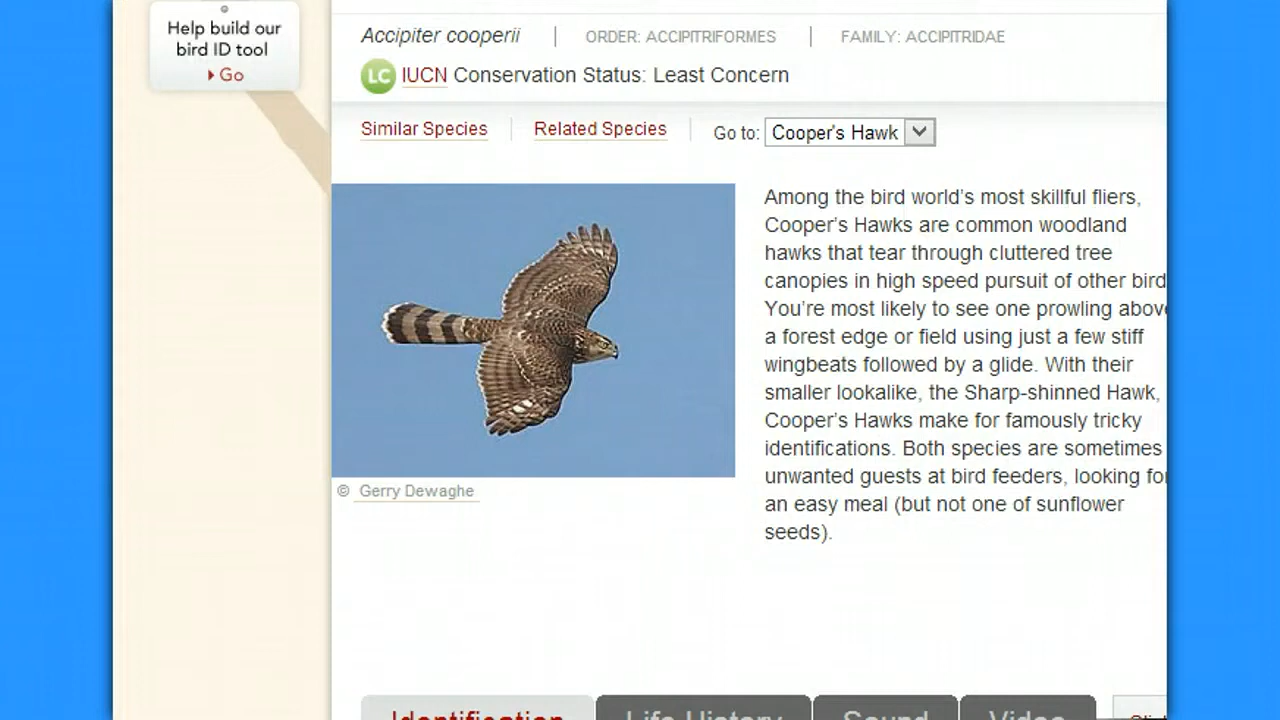 Help build our
bird ID tool
Go
Accipiter cooperii | ORDER: ACCIPITRIFORMES | FAMILY: ACCIPITRIDAE
LC IUCN Conservation Status: Least Concern
Similar Species | Related Species | Go to: Cooper's Hawk
Among the bird world's most skillful fliers,
Cooper's Hawks are common woodland
hawks that tear through cluttered tree
canopies in high speed pursuit of other bird
You're most likely to see one prowling above
a forest edge or field using just a few stiff
wingbeats followed by a glide. With their
smaller lookalike, the Sharp-shinned Hawk,
Cooper's Hawks make for famously tricky
identifications. Both species are sometimes
unwanted guests at bird feeders, looking for
an easy meal (but not one of sunflower
seeds).
© Gerry Dewaghe
Identification Life History Sound Video